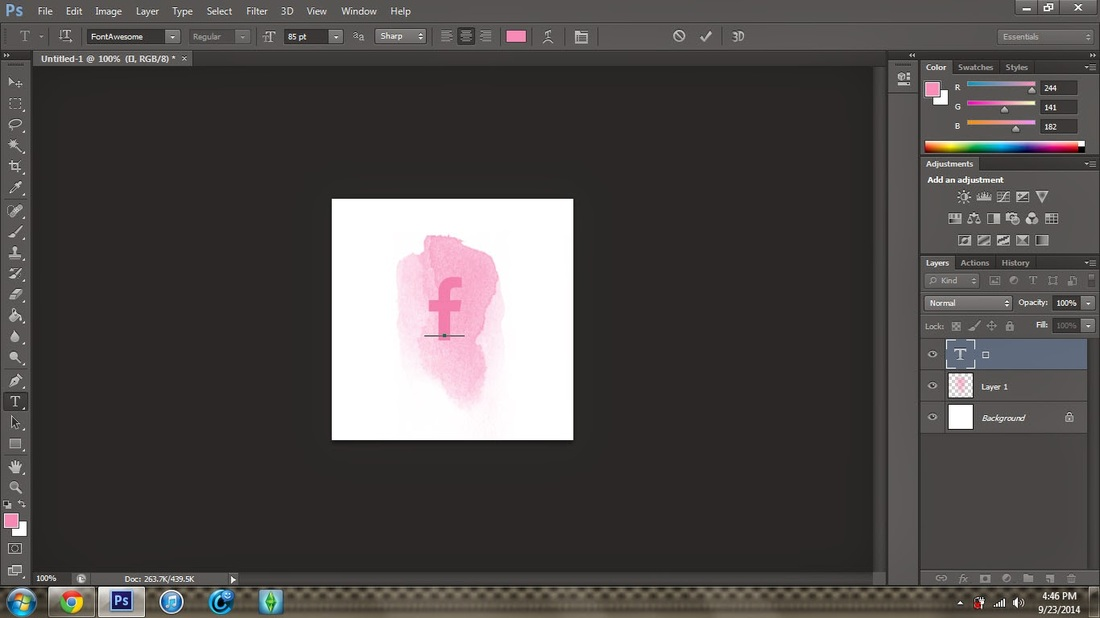 Ps File Edit Image Layer Type Select Filter 3D View Window Help
T FontAwesome Regular 85 pt Sharp 3D Essentials
Untitled-1 @ 100% (, RGB/8) * ×
Color Swatches Styles
R 244
G 141
B 182
Adjustments
Add an adjustment
f
Layers Actions History
Kind
Normal Opacity: 100%
Lock: Fill: 100%
T
Layer 1
Background
100% Doc: 263.7K/439.5K
Ps 4:46 PM
9/23/2014